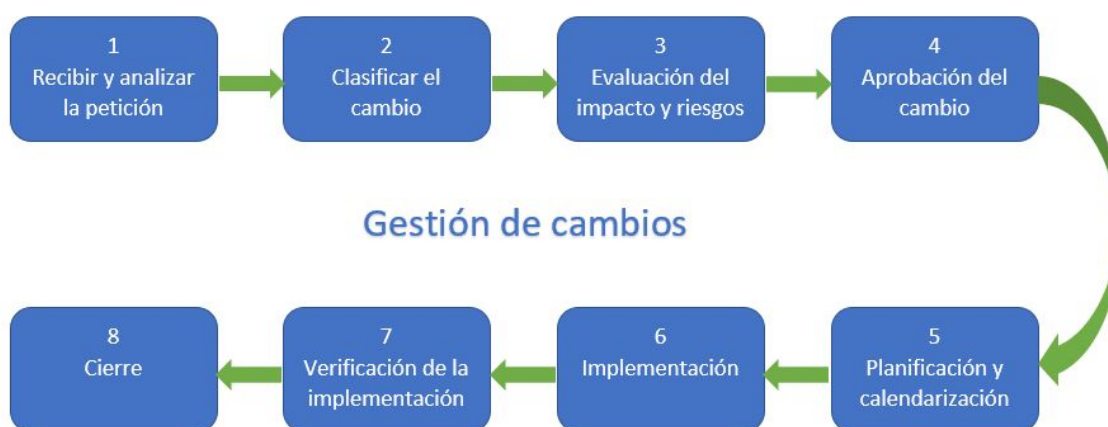 1
Recibir y analizar
la petición
2
Clasificar el
cambio
3
Evaluación del
impacto y riesgos
4
Aprobación del
cambio
Gestión de cambios
5
Planificación y
calendarización
6
Implementación
7
Verificación de la
implementación
8
Cierre